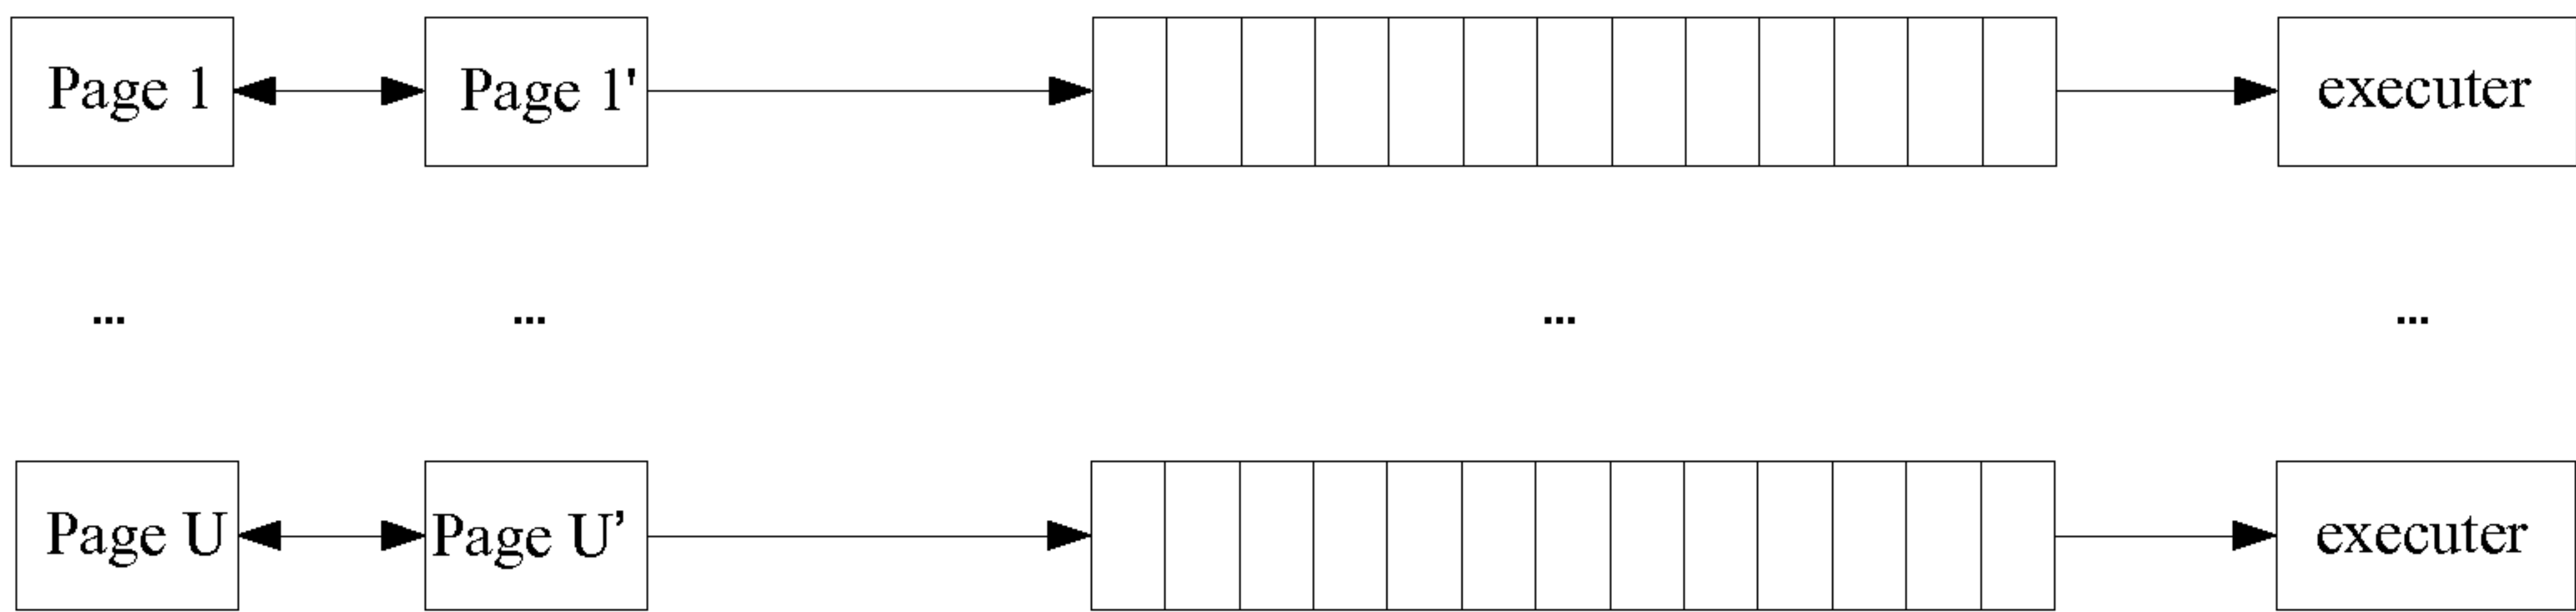 Page 1 Page 1' executer
... ... ... ...
Page U Page U’ executer